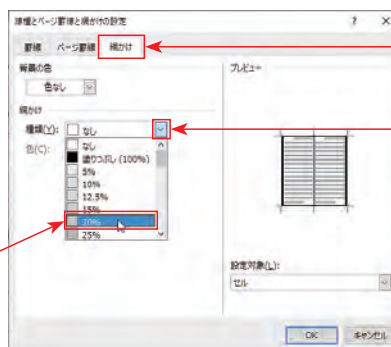 線種とページ罫線と網かけの設定
? ×
罫線 ページ罫線 網かけ
背景の色
色なし
網かけ
種類(Y): なし
色(C):
なし
塗りつぶし (100%)
5%
10%
12.5%
15%
20%
25%
プレビュー
設定対象(L):
セル
OK キャンセル